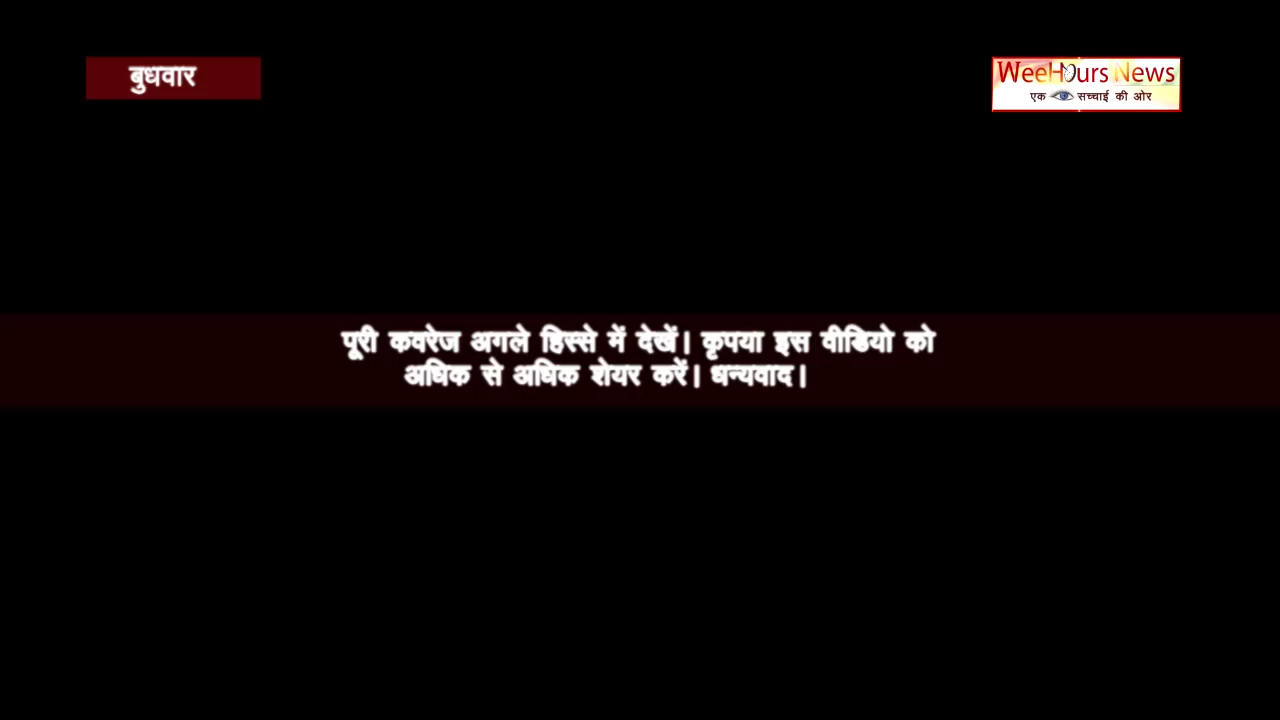 बुधवार
WeeHours News
एक सच्चाई की ओर
पूरी कवरेज अगले हिस्से में देखें। कृपया इस वीडियो को
अधिक से अधिक शेयर करें। धन्यवाद।